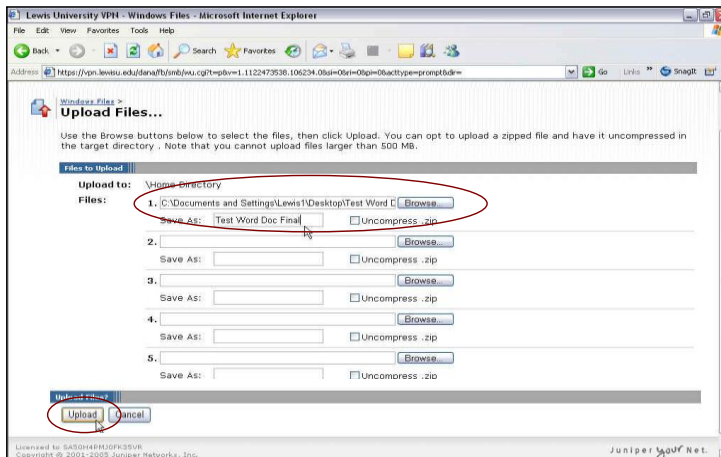 Lewis University VPN - Windows Files - Microsoft Internet Explorer
File Edit View Favorites Tools Help
Back Search Favorites
Address https://vpn.lewisu.edu/dana/fb/smb/wu.cgi?t=p&v=1.1122473538.106234.0&si=0&ri=0&pi=0&acttype=prompt&dir= Go Links » SnagIt
Windows Files >
Upload Files...
Use the Browse buttons below to select the files, then click Upload. You can opt to upload a zipped file and have it uncompressed in
the target directory . Note that you cannot upload files larger than 500 MB.
Files to Upload
Upload to: \Home Directory
Files: 1. C:\Documents and Settings\Lewis1\Desktop\Test Word D Browse...
Save As: Test Word Doc Final Uncompress .zip
2. Browse...
Save As: Uncompress .zip
3. Browse...
Save As: Uncompress .zip
4. Browse...
Save As: Uncompress .zip
5. Browse...
Save As: Uncompress .zip
Upload Files?
Upload Cancel
Licensed to
Copyright © 2001-2005 Juniper Networks, Inc.
Juniper your Net.